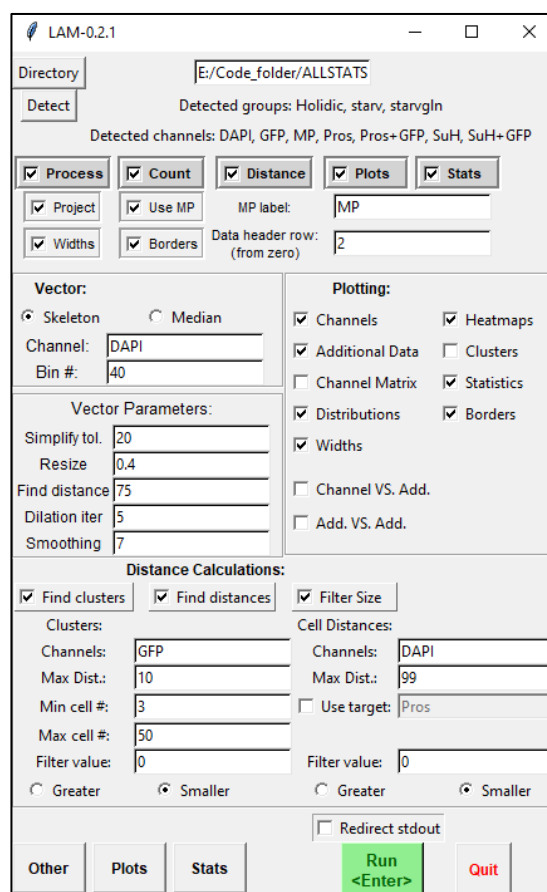 LAM-0.2.1
Directory E:/Code_folder/ALLSTATS
Detect Detected groups: Holidic, starv, starvgln
Detected channels: DAPI, GFP, MP, Pros, Pros+GFP, SuH, SuH+GFP
Process Count Distance Plots Stats
Project Use MP MP label: MP
Widths Borders Data header row: (from zero) 2
Vector:
Skeleton Median
Channel: DAPI
Bin #: 40
Vector Parameters:
Simplify tol. 20
Resize 0.4
Find distance 75
Dilation iter 5
Smoothing 7
Plotting:
Channels Heatmaps
Additional Data Clusters
Channel Matrix Statistics
Distributions Borders
Widths
Channel VS. Add.
Add. VS. Add.
Distance Calculations:
Find clusters Find distances Filter Size
Clusters:
Channels: GFP
Max Dist.: 10
Min cell #: 3
Max cell #: 50
Filter value: 0
Greater Smaller
Cell Distances:
Channels: DAPI
Max Dist.: 99
Use target: Pros
Filter value: 0
Greater Smaller
Redirect stdout
Other Plots Stats Run <Enter> Quit